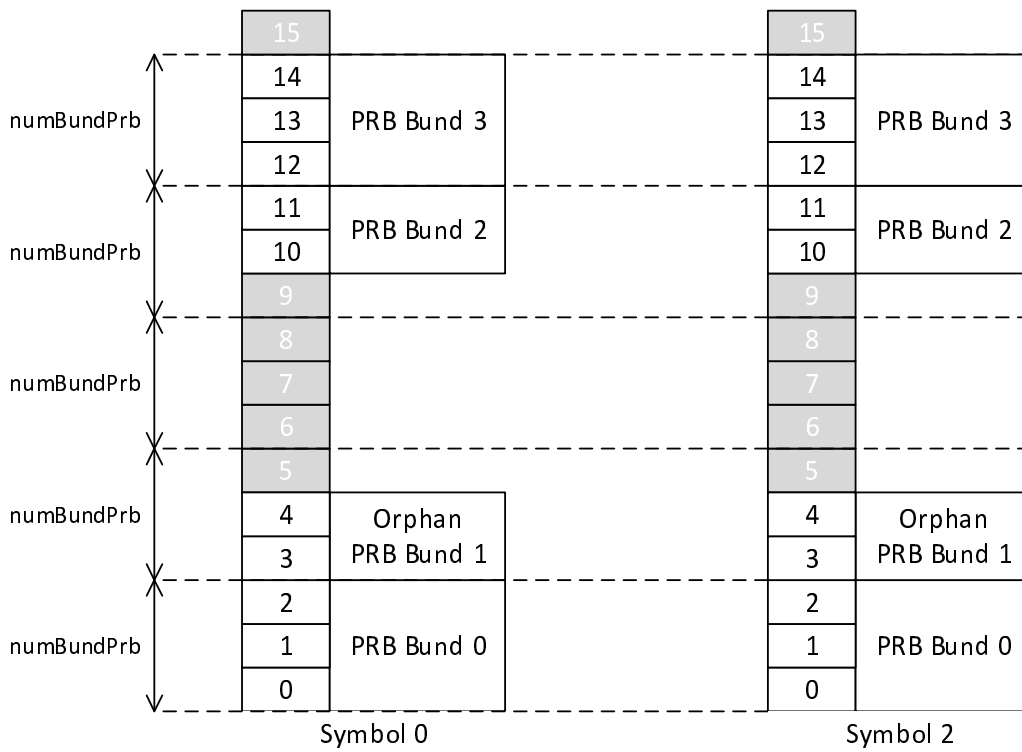 15 15
14 14
numBundPrb 13 PRB Bund 3 13 PRB Bund 3
12 12
11 11
PRB Bund 2 PRB Bund 2
numBundPrb 10 10
9 9
8 8
numBundPrb 7 7
6 6
5 5
numBundPrb 4 Orphan 4 Orphan
3 PRB Bund 1 3 PRB Bund 1
2 2
numBundPrb 1 PRB Bund 0 1 PRB Bund 0
0 0
Symbol 0 Symbol 2